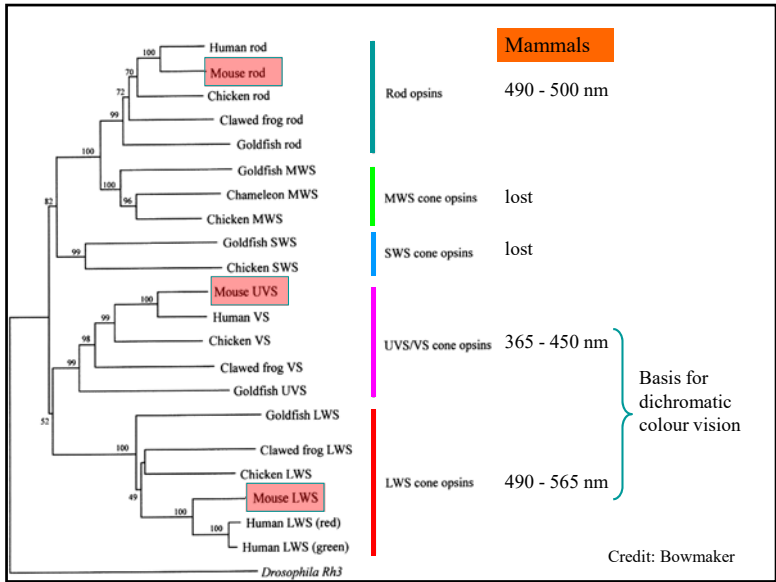 Mammals
100
Human rod
70
Mouse rod
72
Chicken rod
99
Clawed frog rod
Goldfish rod
Rod opsins
490 - 500 nm
100
Goldfish MWS
100
Chameleon MWS
96
Chicken MWS
MWS cone opsins
lost
82
Goldfish SWS
99
Chicken SWS
SWS cone opsins
lost
Mouse UVS
100
Human VS
99
Chicken VS
98
Clawed frog VS
99
Goldfish UVS
UVS/VS cone opsins
365 - 450 nm
52
Goldfish LWS
100
Clawed frog LWS
Chicken LWS
49
Mouse LWS
100
Human LWS (red)
100
Human LWS (green)
LWS cone opsins
490 - 565 nm
Basis for
dichromatic
colour vision
Drosophila Rh3
Credit: Bowmaker